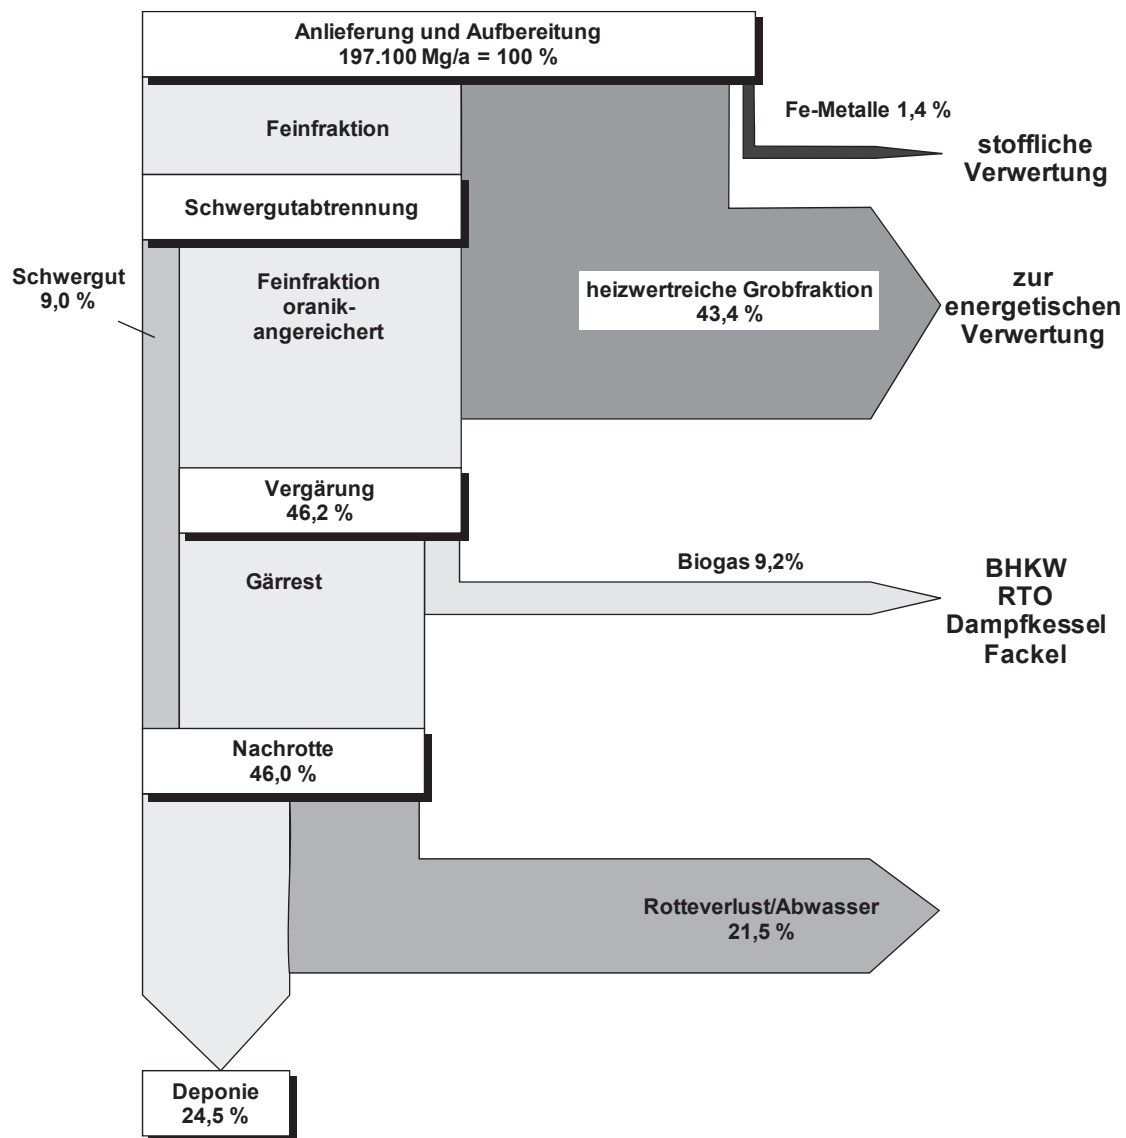 Anlieferung und Aufbereitung
197.100 Mg/a = 100 %
Fe-Metalle 1,4 %
Feinfraktion
stoffliche
Verwertung
Schwergutabtrennung
Schwergut
9,0 %
Feinfraktion
oranik-
angereichert
heizwertreiche Grobfraktion
43,4 %
zur
energetischen
Verwertung
Vergärung
46,2 %
Biogas 9,2%
BHKW
RTO
Dampfkessel
Fackel
Gärrest
Nachrotte
46,0 %
Rotteverlust/Abwasser
21,5 %
Deponie
24,5 %